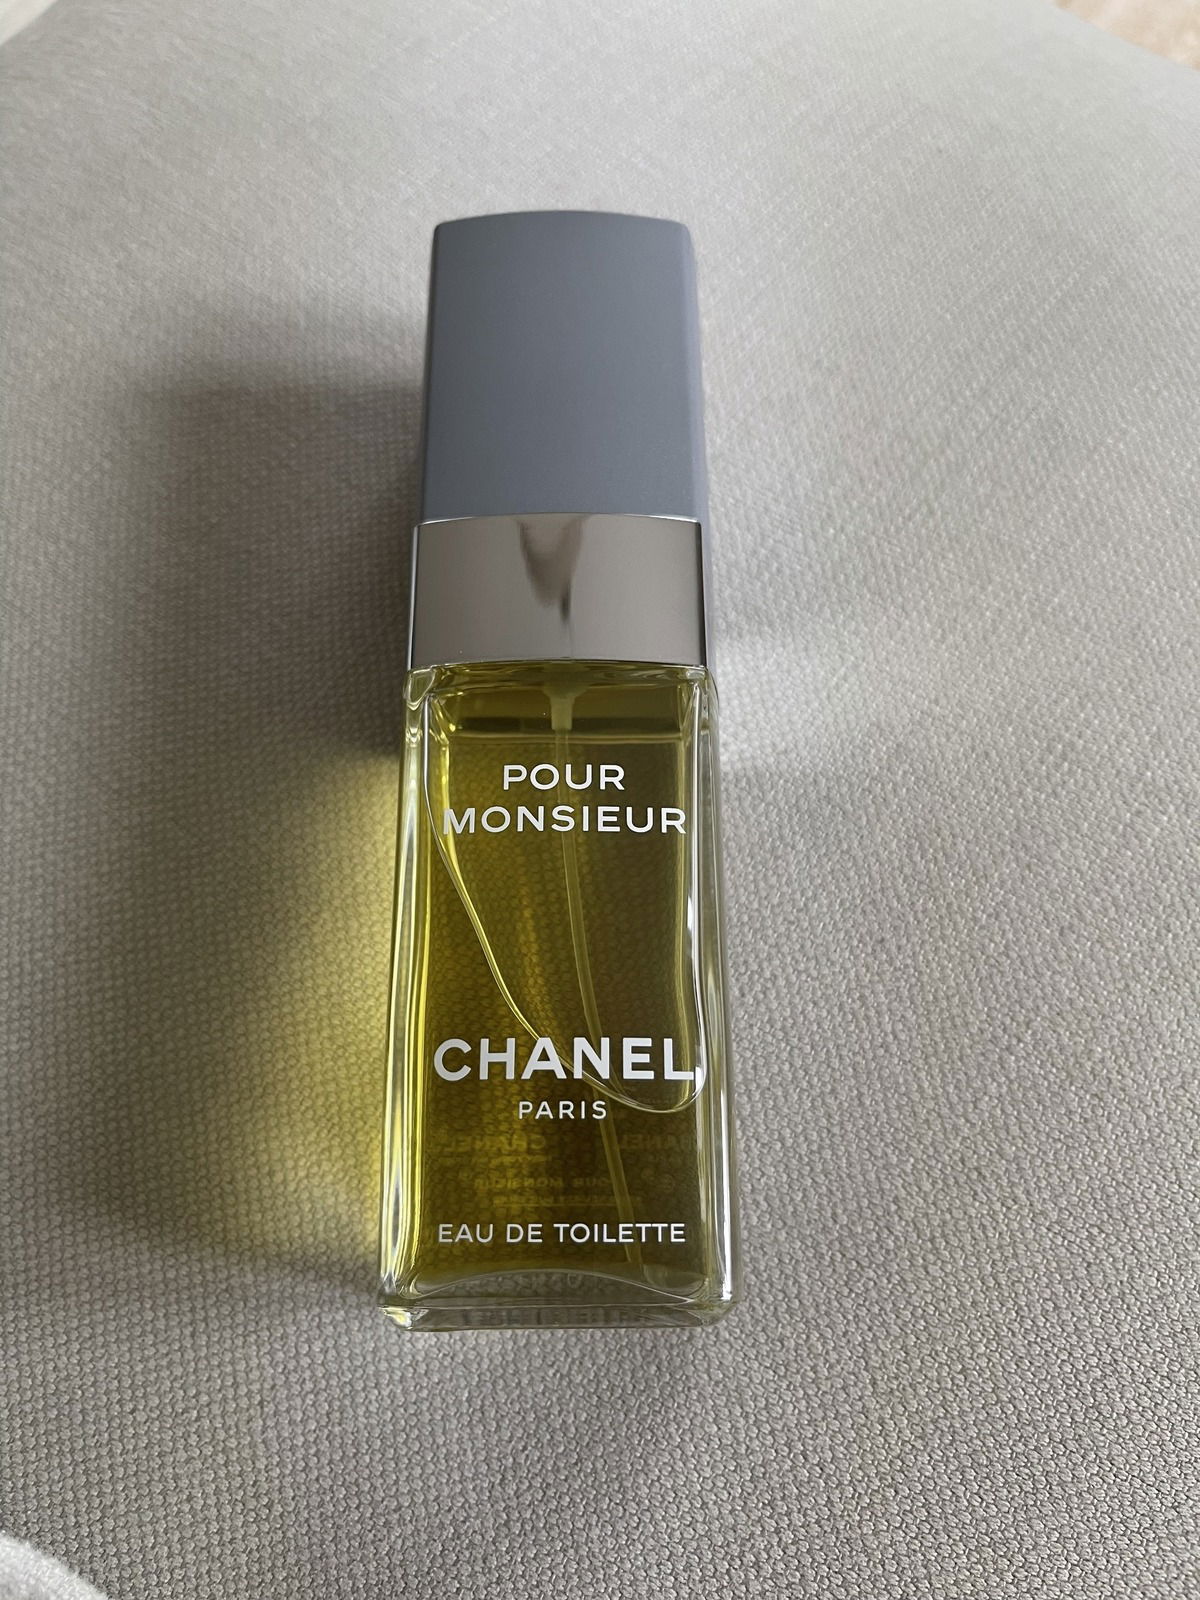 POUR
MONSIEUR
CHANEL
PARIS
EAU DE TOILETTE